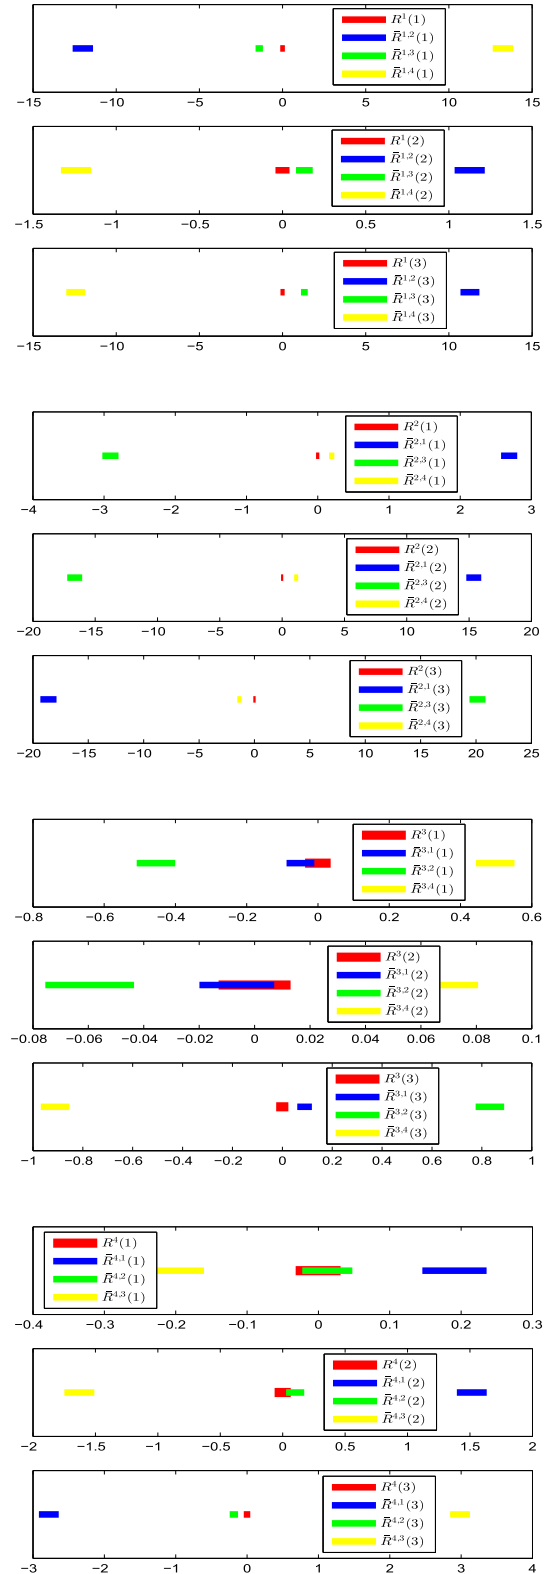 R¹(1)
R̄¹,²(1)
R̄¹,³(1)
R̄¹,⁴(1)
−15 −10 −5 0 5 10 15
R¹(2)
R̄¹,²(2)
R̄¹,³(2)
R̄¹,⁴(2)
−1.5 −1 −0.5 0 0.5 1 1.5
R¹(3)
R̄¹,²(3)
R̄¹,³(3)
R̄¹,⁴(3)
−15 −10 −5 0 5 10 15
R²(1)
R̄²,¹(1)
R̄²,³(1)
R̄²,⁴(1)
−4 −3 −2 −1 0 1 2 3
R²(2)
R̄²,¹(2)
R̄²,³(2)
R̄²,⁴(2)
−20 −15 −10 −5 0 5 10 15 20
R²(3)
R̄²,¹(3)
R̄²,³(3)
R̄²,⁴(3)
−20 −15 −10 −5 0 5 10 15 20 25
R³(1)
R̄³,¹(1)
R̄³,²(1)
R̄³,⁴(1)
−0.8 −0.6 −0.4 −0.2 0 0.2 0.4 0.6
R³(2)
R̄³,¹(2)
R̄³,²(2)
R̄³,⁴(2)
−0.08 −0.06 −0.04 −0.02 0 0.02 0.04 0.06 0.08 0.1
R³(3)
R̄³,¹(3)
R̄³,²(3)
R̄³,⁴(3)
−1 −0.8 −0.6 −0.4 −0.2 0 0.2 0.4 0.6 0.8 1
R⁴(1)
R̄⁴,¹(1)
R̄⁴,²(1)
R̄⁴,³(1)
−0.4 −0.3 −0.2 −0.1 0 0.1 0.2 0.3
R⁴(2)
R̄⁴,¹(2)
R̄⁴,²(2)
R̄⁴,³(2)
−2 −1.5 −1 −0.5 0 0.5 1 1.5 2
R⁴(3)
R̄⁴,¹(3)
R̄⁴,²(3)
R̄⁴,³(3)
−3 −2 −1 0 1 2 3 4